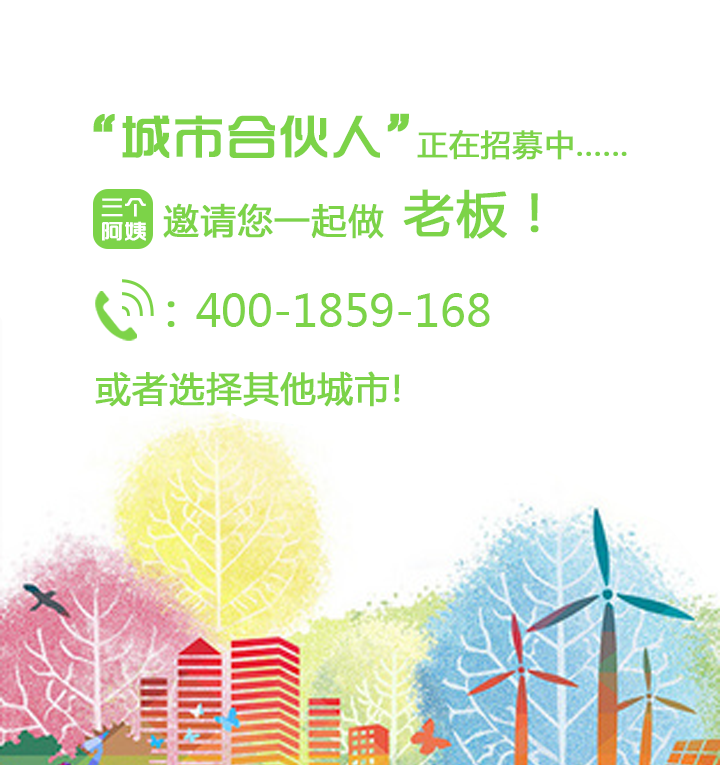 “城市合伙人”正在招募中......
三个阿姨 邀请您一起做 老板！
: 400-1859-168
或者选择其他城市!